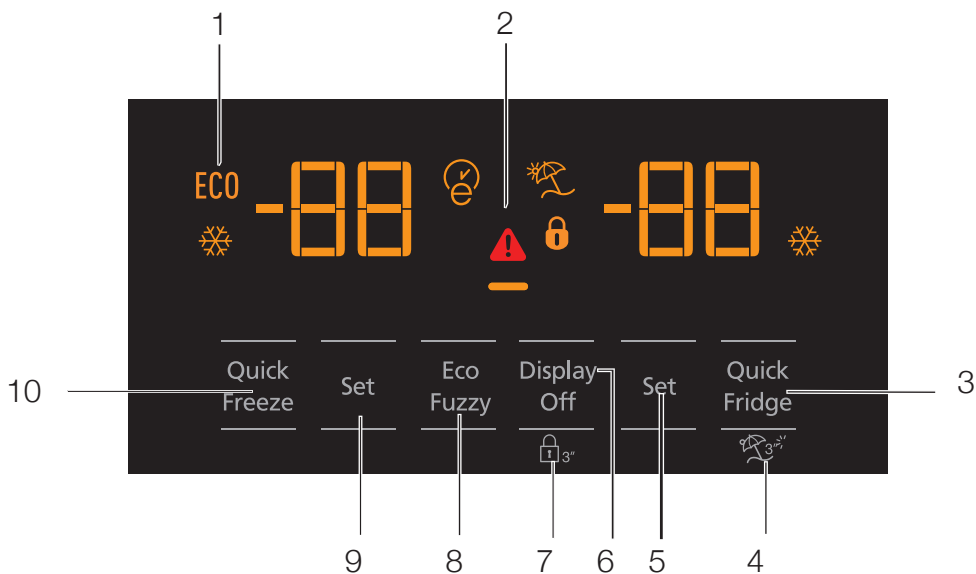 1
2
ECO
-88
e
-88
10
Quick
Freeze
Set
Eco
Fuzzy
Display
Off
Set
Quick
Fridge
3
3"
3"
9
8
7
6
5
4